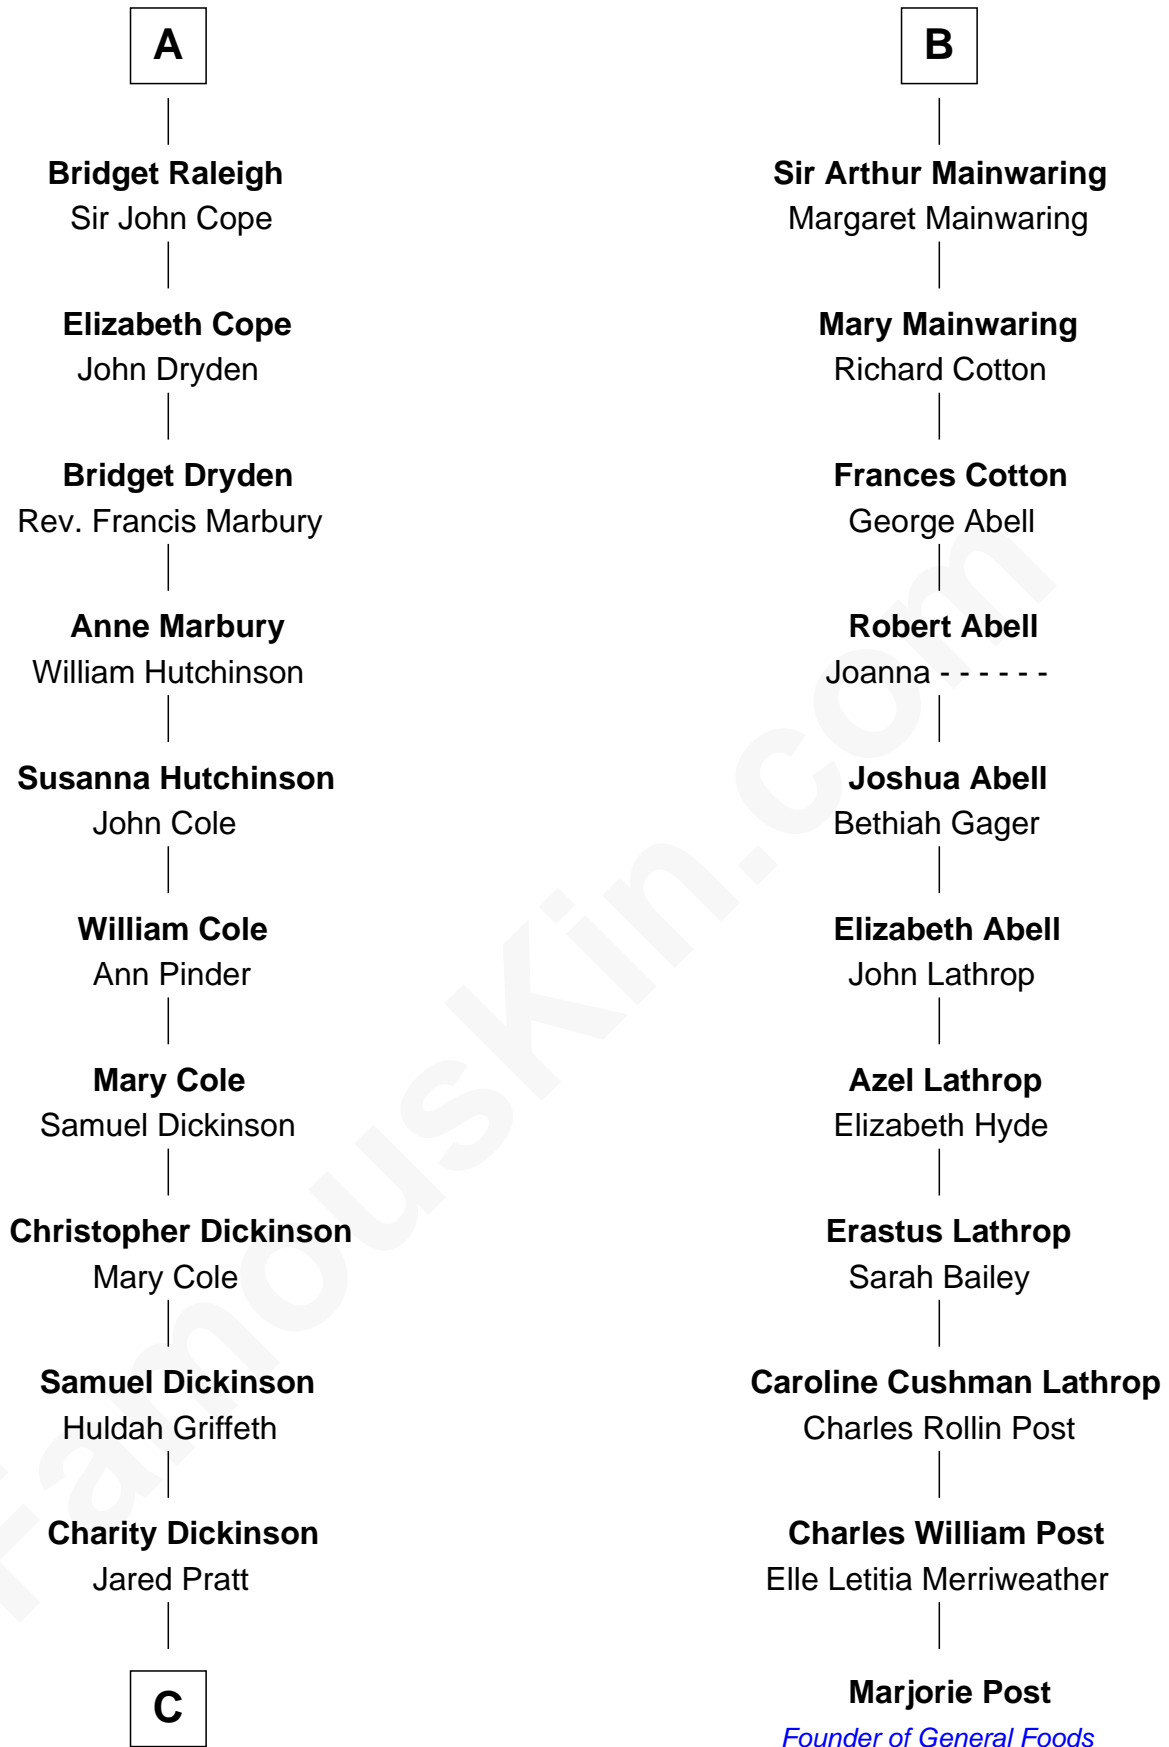 A
Bridget Raleigh
Sir John Cope
Elizabeth Cope
John Dryden
Bridget Dryden
Rev. Francis Marbury
Anne Marbury
William Hutchinson
Susanna Hutchinson
John Cole
William Cole
Ann Pinder
Mary Cole
Samuel Dickinson
Christopher Dickinson
Mary Cole
Samuel Dickinson
Huldah Griffeth
Charity Dickinson
Jared Pratt
C
B
Sir Arthur Mainwaring
Margaret Mainwaring
Mary Mainwaring
Richard Cotton
Frances Cotton
George Abell
Robert Abell
Joanna - - - - - -
Joshua Abell
Bethiah Gager
Elizabeth Abell
John Lathrop
Azel Lathrop
Elizabeth Hyde
Erastus Lathrop
Sarah Bailey
Caroline Cushman Lathrop
Charles Rollin Post
Charles William Post
Elle Letitia Merriweather
Marjorie Post
Founder of General Foods
FamousKin.com